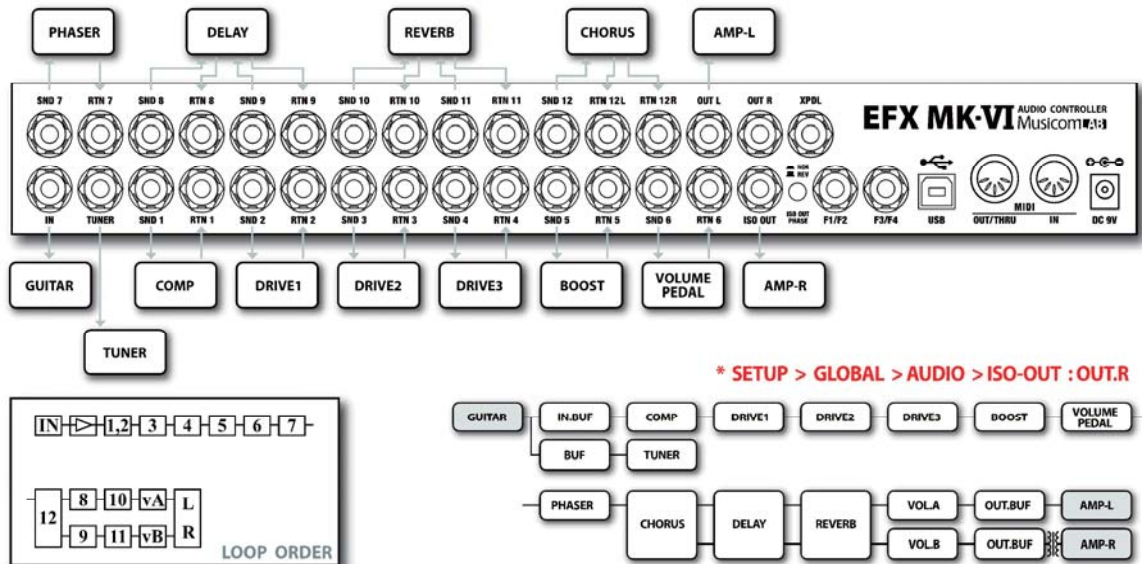 PHASER DELAY REVERB CHORUS AMP-L
SND 7 RTN 7 SND 8 RTN 8 SND 9 RTN 9 SND 10 RTN 10 SND 11 RTN 11 SND 12 RTN 12L RTN 12R OUT L OUT R XPDL
EFX MK-VI AUDIO CONTROLLER
MusicomLAB
NOR
REV
IN TUNER SND 1 RTN 1 SND 2 RTN 2 SND 3 RTN 3 SND 4 RTN 4 SND 5 RTN 5 SND 6 RTN 6 ISO OUT ISO OUT PHASE F1/F2 F3/F4 USB OUT/THRU MIDI IN DC 9V
GUITAR COMP DRIVE1 DRIVE2 DRIVE3 BOOST VOLUME PEDAL AMP-R
TUNER
* SETUP > GLOBAL > AUDIO > ISO-OUT : OUT.R
IN 1,2 3 4 5 6 7
12 8 10 vA L
9 11 vB R
LOOP ORDER
GUITAR IN.BUF COMP DRIVE1 DRIVE2 DRIVE3 BOOST VOLUME PEDAL
BUF TUNER
PHASER CHORUS DELAY REVERB VOL.A OUT.BUF AMP-L
VOL.B OUT.BUF AMP-R